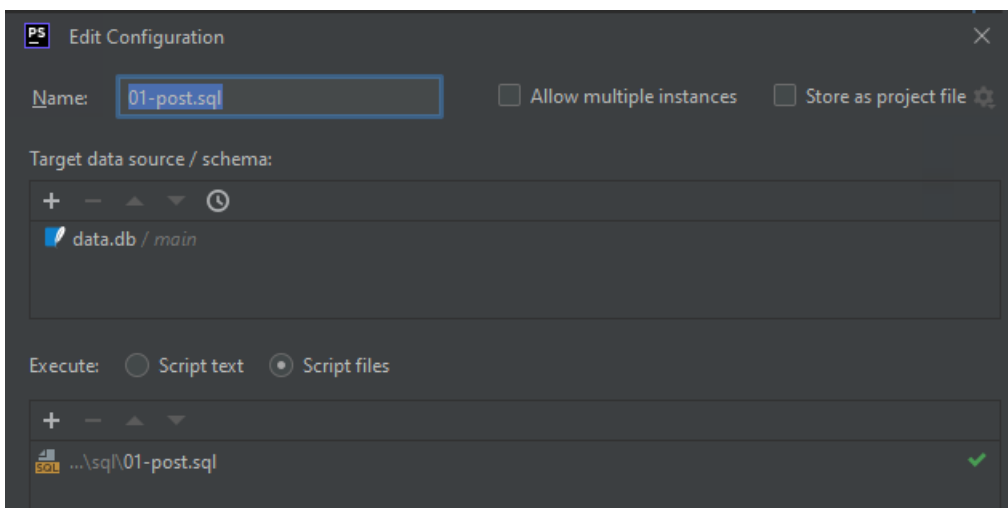 PS Edit Configuration
Name: 01-post.sql Allow multiple instances Store as project file
Target data source / schema:
data.db / main
Execute: Script text Script files
SQL ...\sql\01-post.sql